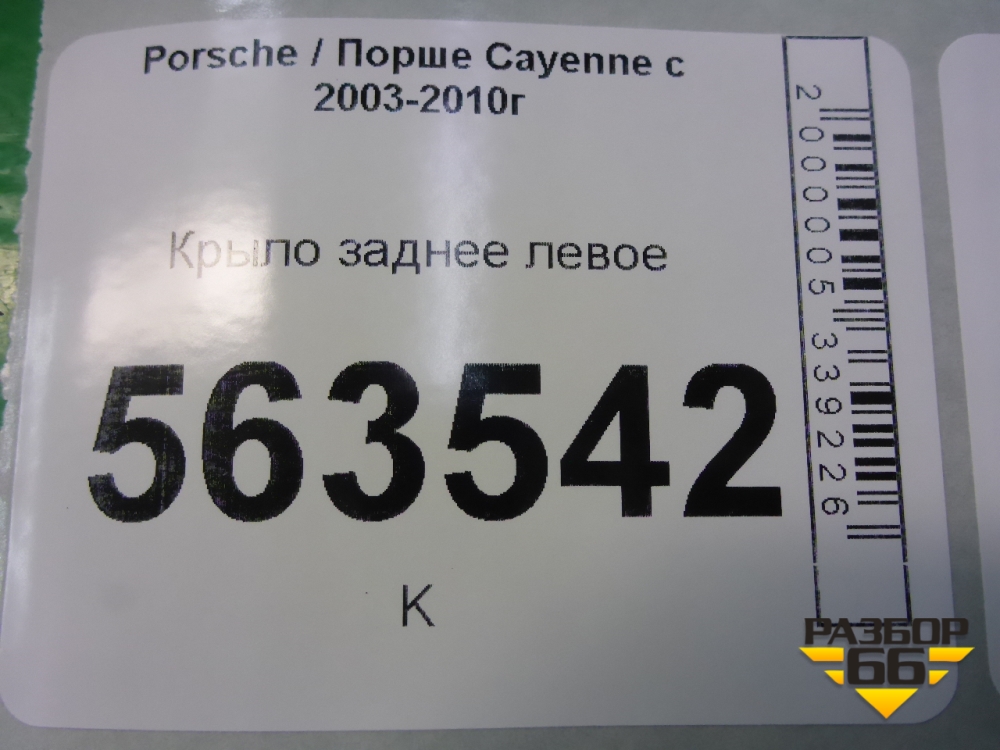 Porsche / Порше Cayenne с
2003-2010г
Крыло заднее левое
563542
К
2000005339226
РАЗБОР
66